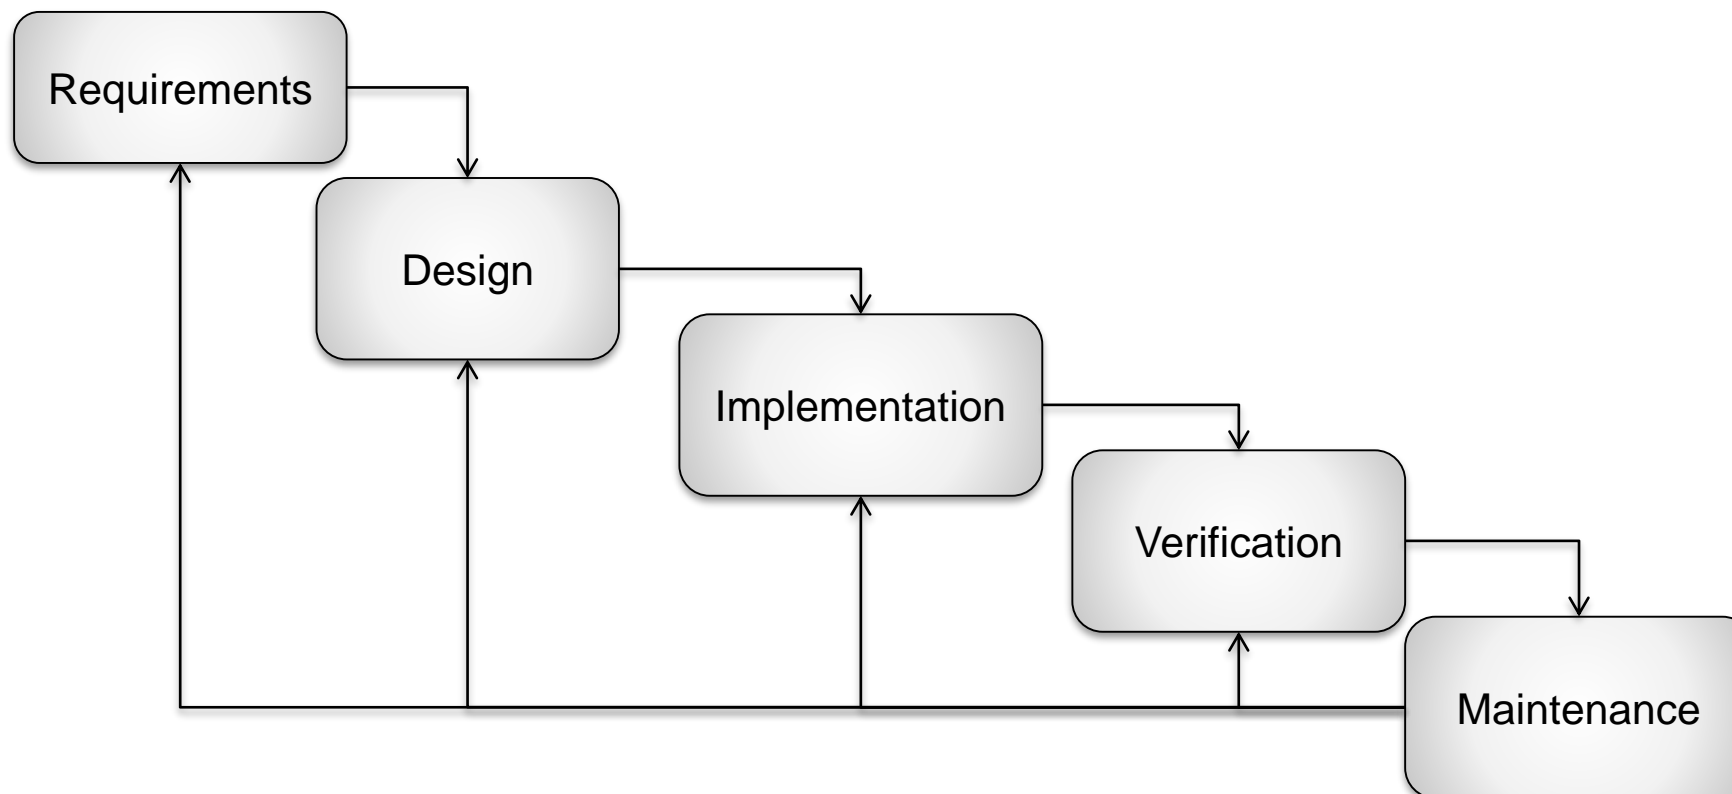 Requirements
Design
Implementation
Verification
Maintenance